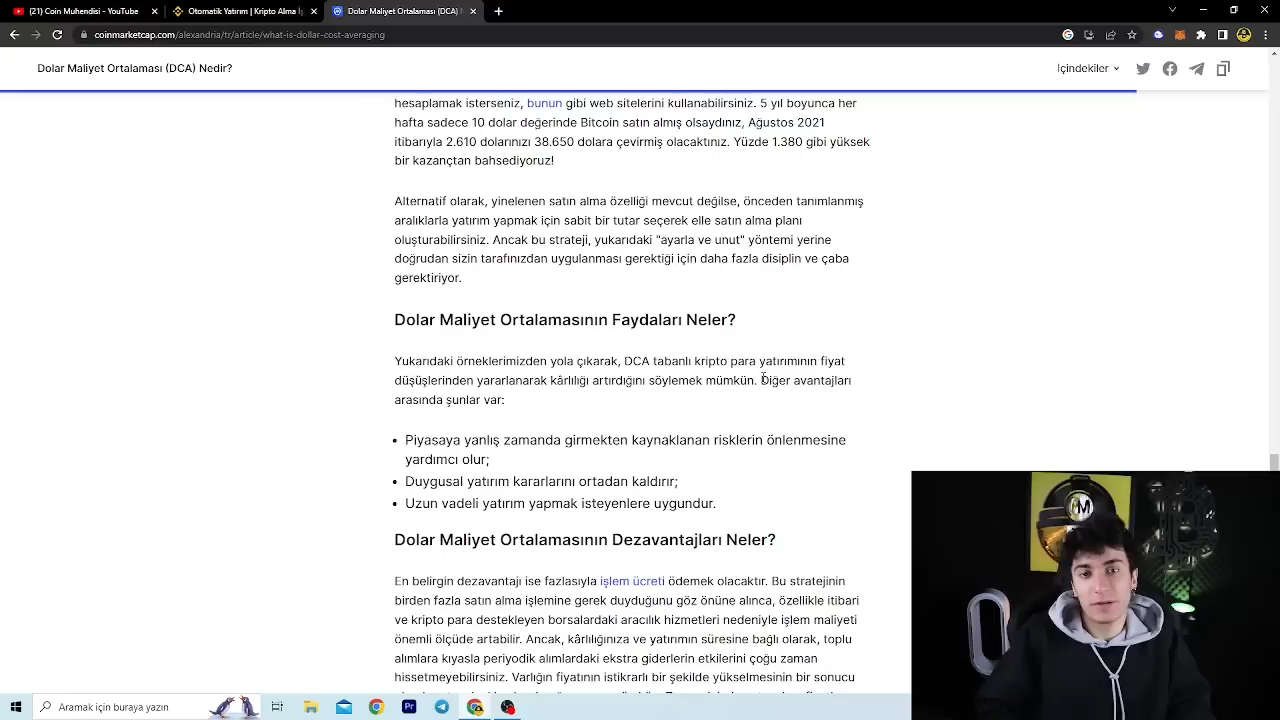 (21) Coin Muhendisi - YouTube
Otomatik Yatırım | Kripto Alma İş
Dolar Maliyet Ortalaması (DCA) N
coinmarketcap.com/alexandria/tr/article/what-is-dollar-cost-averaging
Dolar Maliyet Ortalaması (DCA) Nedir?
İçindekiler
hesaplamak isterseniz, bunun gibi web sitelerini kullanabilirsiniz. 5 yıl boyunca her
hafta sadece 10 dolar değerinde Bitcoin satın almış olsaydınız, Ağustos 2021
itibarıyla 2.610 dolarınızı 38.650 dolara çevirmiş olacaktınız. Yüzde 1.380 gibi yüksek
bir kazançtan bahsediyoruz!
Alternatif olarak, yinelenen satın alma özelliği mevcut değilse, önceden tanımlanmış
aralıklarla yatırım yapmak için sabit bir tutar seçerek elle satın alma planı
oluşturabilirsiniz. Ancak bu strateji, yukarıdaki "ayarla ve unut" yöntemi yerine
doğrudan sizin tarafınızdan uygulanması gerektiği için daha fazla disiplin ve çaba
gerektiriyor.
Dolar Maliyet Ortalamasının Faydaları Neler?
Yukarıdaki örneklerimizden yola çıkarak, DCA tabanlı kripto para yatırımının fiyat
düşüşlerinden yararlanarak kârlılığı artırdığını söylemek mümkün. Diğer avantajları
arasında şunlar var:
• Piyasaya yanlış zamanda girmekten kaynaklanan risklerin önlenmesine
yardımcı olur;
• Duygusal yatırım kararlarını ortadan kaldırır;
• Uzun vadeli yatırım yapmak isteyenlere uygundur.
Dolar Maliyet Ortalamasının Dezavantajları Neler?
En belirgin dezavantajı ise fazlasıyla işlem ücreti ödemek olacaktır. Bu stratejinin
birden fazla satın alma işlemine gerek duyduğunu göz önüne alınca, özellikle itibari
ve kripto para destekleyen borsalardaki aracılık hizmetleri nedeniyle işlem maliyeti
önemli ölçüde artabilir. Ancak, kârlılığınıza ve yatırımın süresine bağlı olarak, toplu
alımlara kıyasla periyodik alımlardaki ekstra giderlerin etkilerini çoğu zaman
hissetmeyebilirsiniz. Varlığın fiyatının istikrarlı bir şekilde yükselmesinin bir sonucu
M
Aramak için buraya yazın
Pr